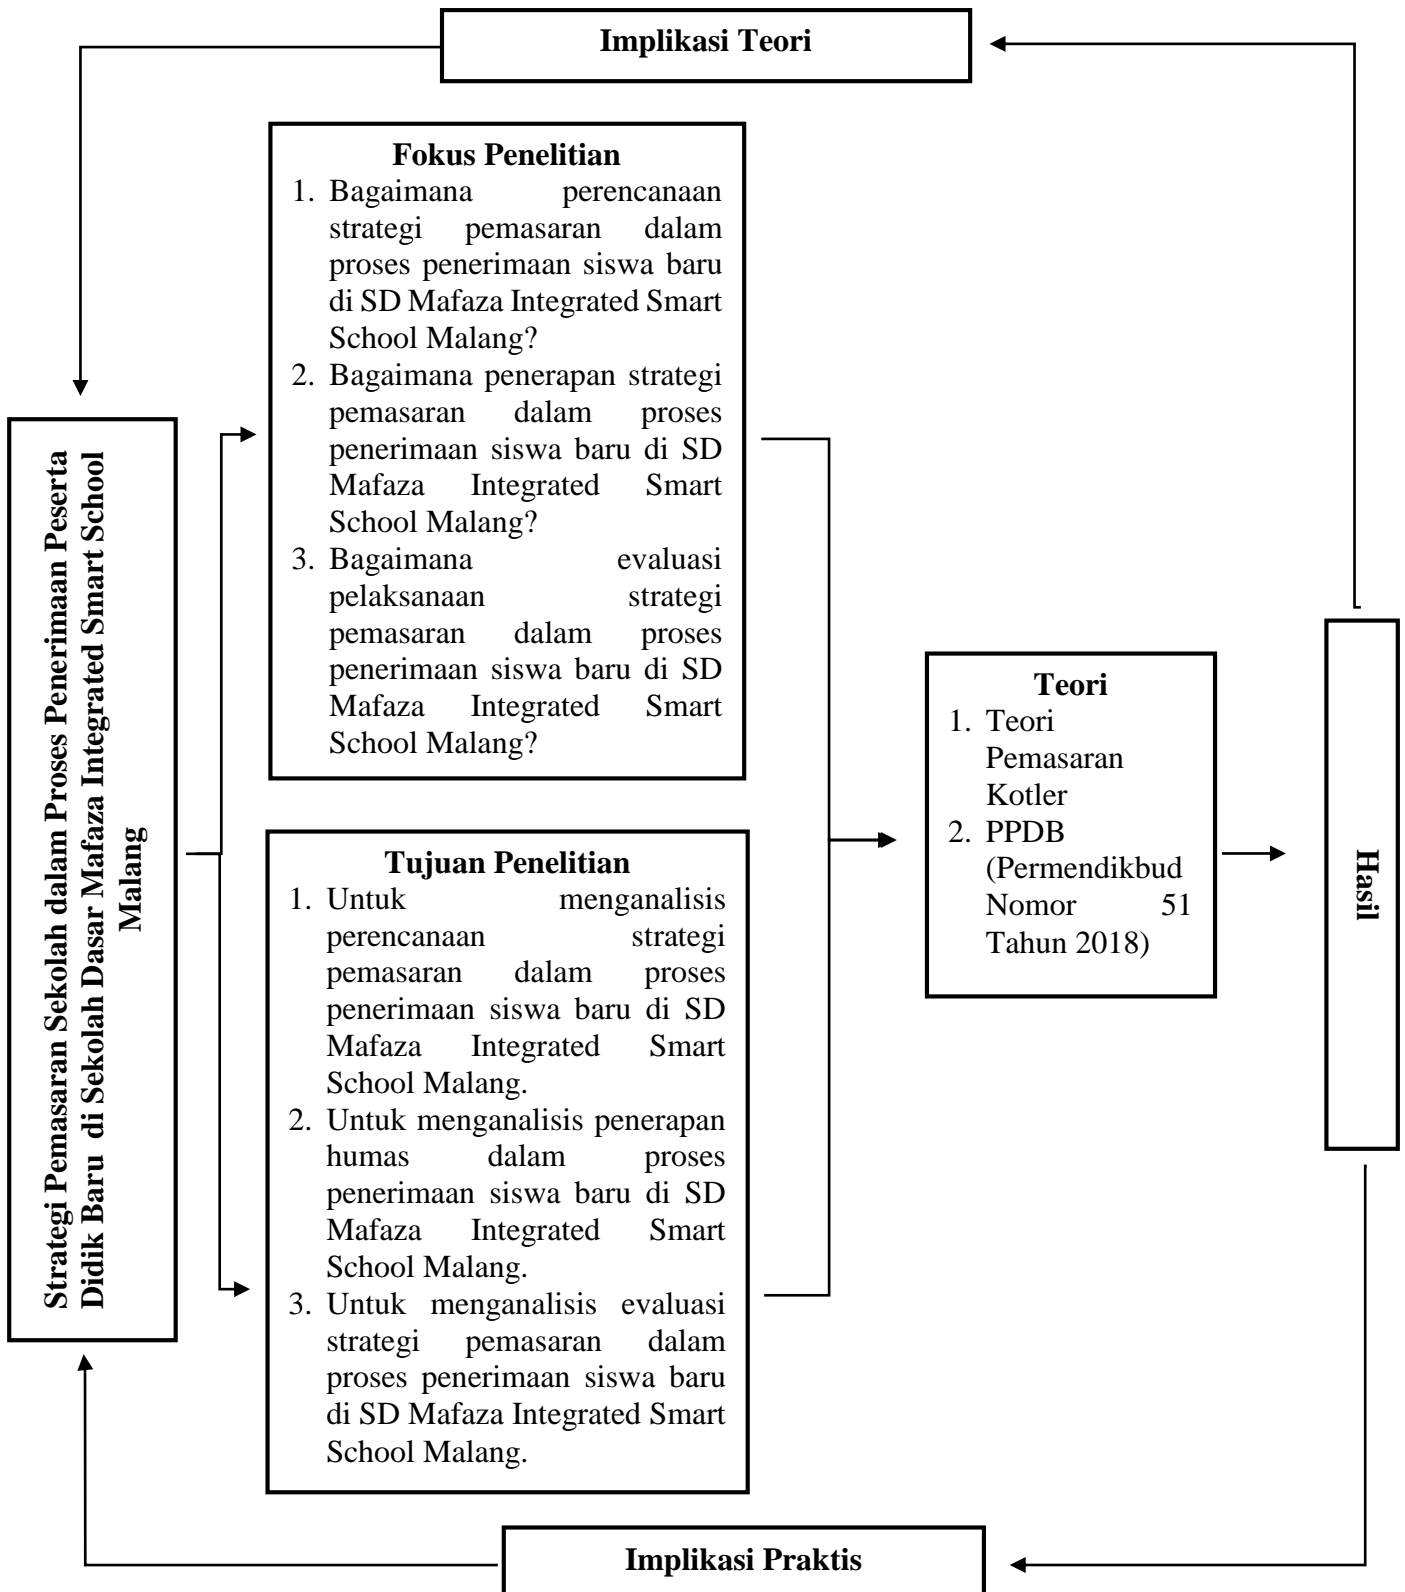 Implikasi Teori
Strategi Pemasaran Sekolah dalam Proses Penerimaan Peserta
Didik Baru di Sekolah Dasar Mafaza Integrated Smart School
Malang
Fokus Penelitian
1. Bagaimana perencanaan
strategi pemasaran dalam
proses penerimaan siswa baru
di SD Mafaza Integrated Smart
School Malang?
2. Bagaimana penerapan strategi
pemasaran dalam proses
penerimaan siswa baru di SD
Mafaza Integrated Smart
School Malang?
3. Bagaimana evaluasi
pelaksanaan strategi
pemasaran dalam proses
penerimaan siswa baru di SD
Mafaza Integrated Smart
School Malang?
Tujuan Penelitian
1. Untuk menganalisis
perencanaan strategi
pemasaran dalam proses
penerimaan siswa baru di SD
Mafaza Integrated Smart
School Malang.
2. Untuk menganalisis penerapan
humas dalam proses
penerimaan siswa baru di SD
Mafaza Integrated Smart
School Malang.
3. Untuk menganalisis evaluasi
strategi pemasaran dalam
proses penerimaan siswa baru
di SD Mafaza Integrated Smart
School Malang.
Teori
1. Teori
Pemasaran
Kotler
2. PPDB
(Permendikbud
Nomor 51
Tahun 2018)
Hasil
Implikasi Praktis